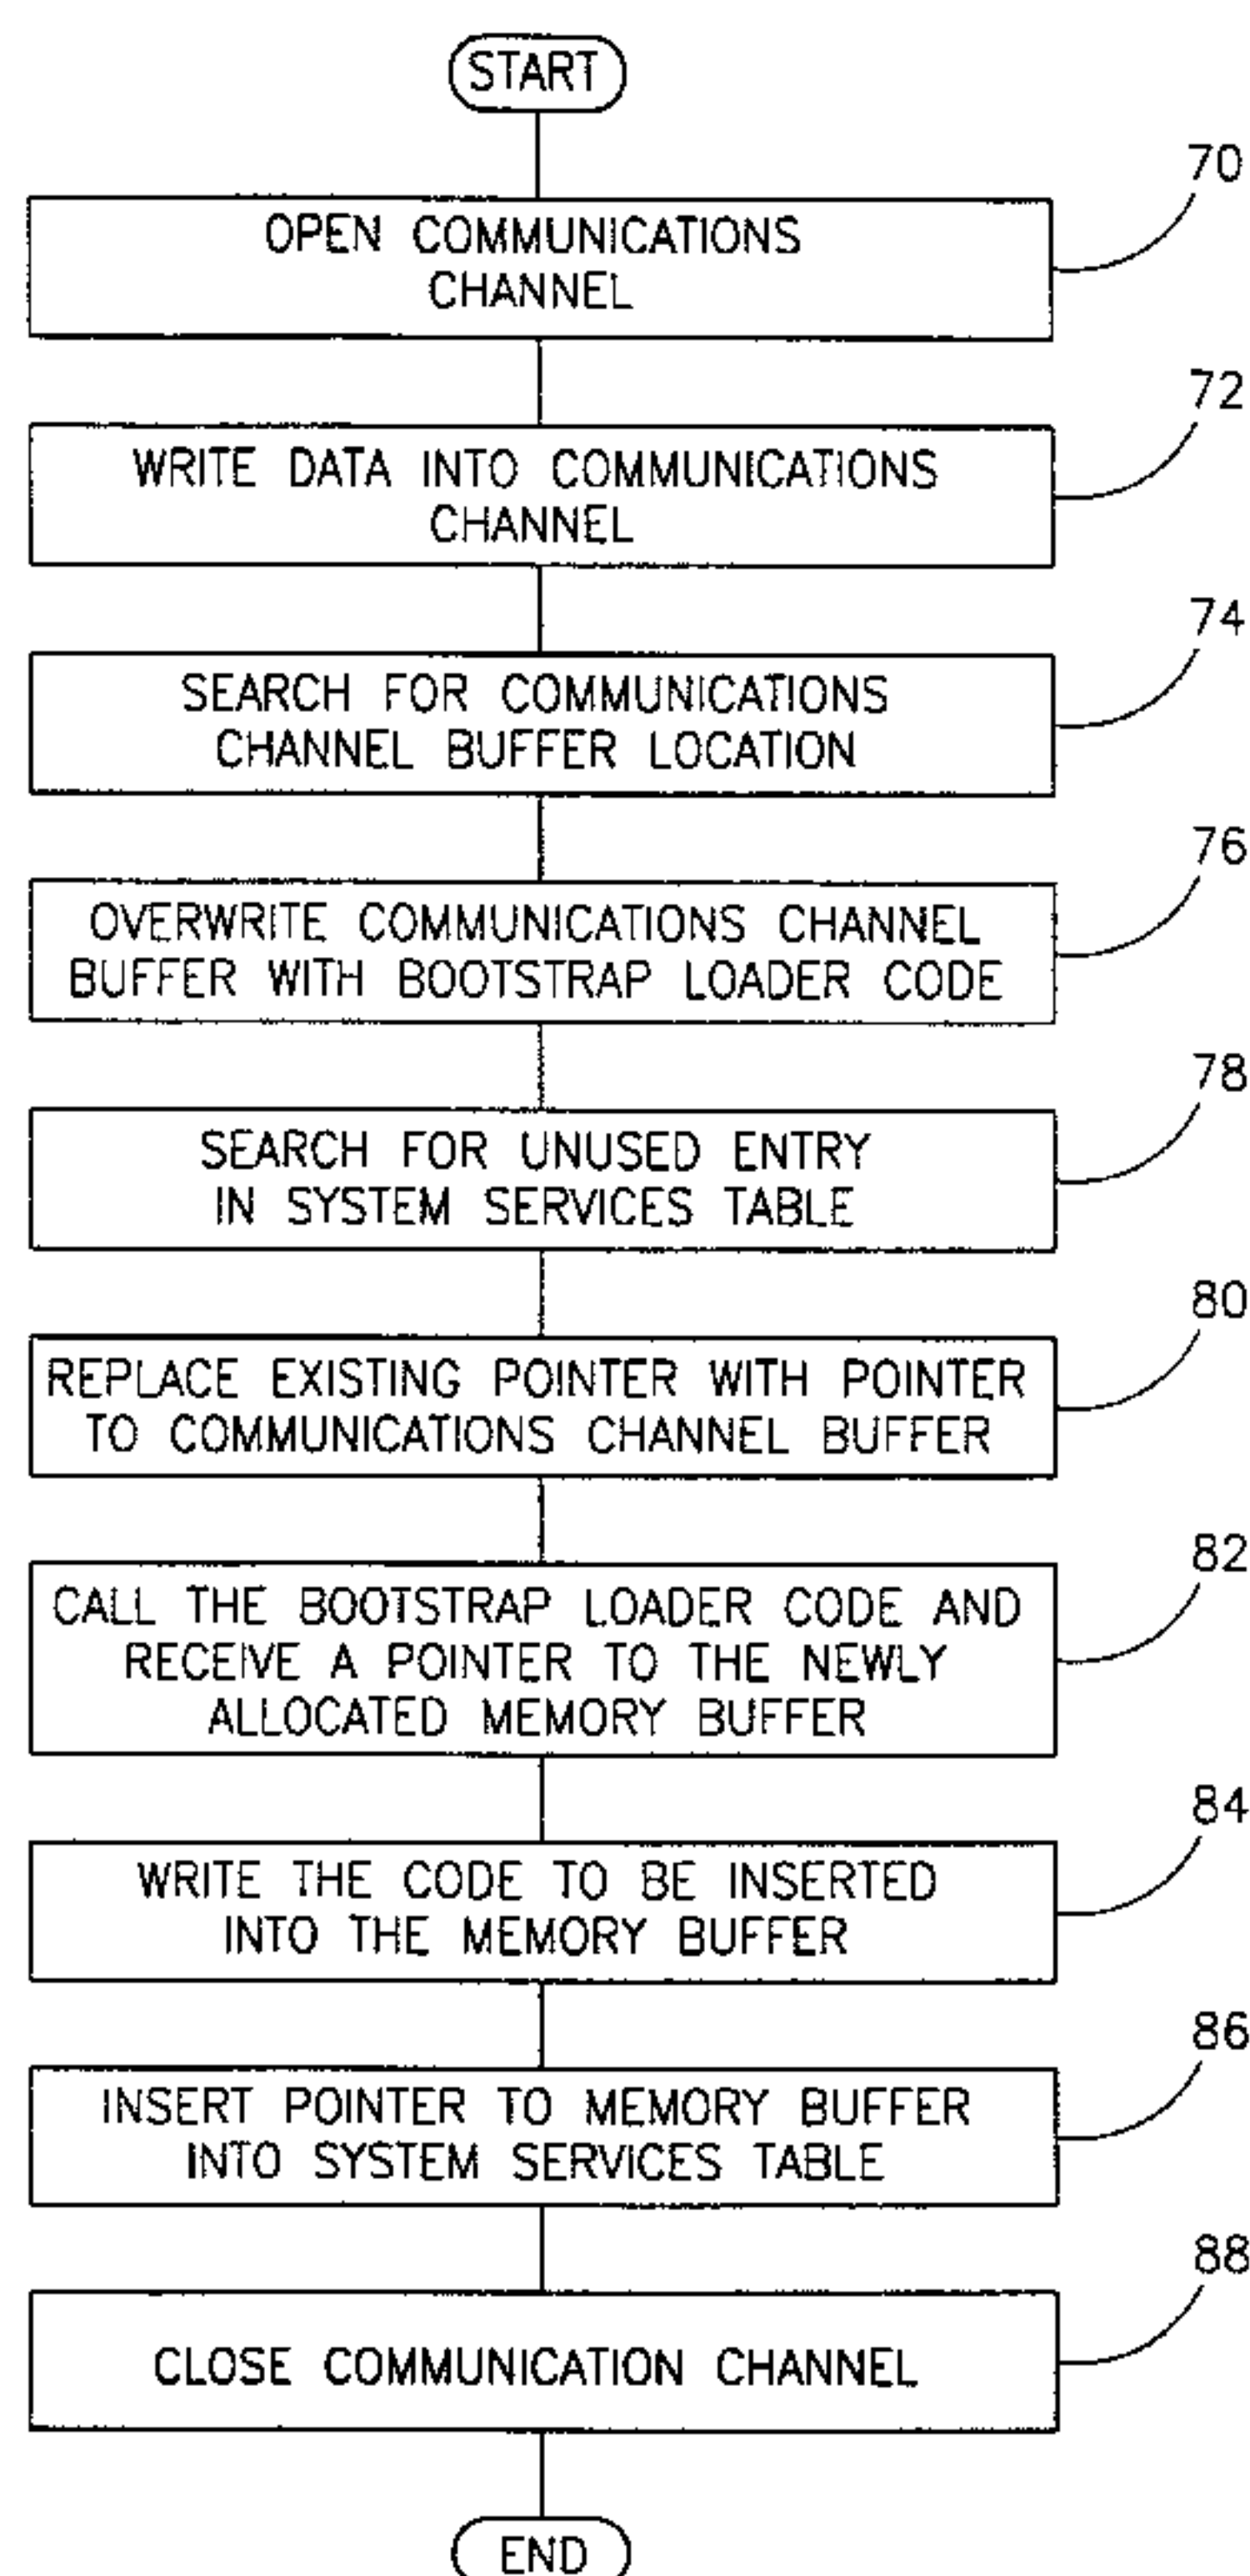 START
70
OPEN COMMUNICATIONS
CHANNEL
72
WRITE DATA INTO COMMUNICATIONS
CHANNEL
74
SEARCH FOR COMMUNICATIONS
CHANNEL BUFFER LOCATION
76
OVERWRITE COMMUNICATIONS CHANNEL
BUFFER WITH BOOTSTRAP LOADER CODE
78
SEARCH FOR UNUSED ENTRY
IN SYSTEM SERVICES TABLE
80
REPLACE EXISTING POINTER WITH POINTER
TO COMMUNICATIONS CHANNEL BUFFER
82
CALL THE BOOTSTRAP LOADER CODE AND
RECEIVE A POINTER TO THE NEWLY
ALLOCATED MEMORY BUFFER
84
WRITE THE CODE TO BE INSERTED
INTO THE MEMORY BUFFER
86
INSERT POINTER TO MEMORY BUFFER
INTO SYSTEM SERVICES TABLE
88
CLOSE COMMUNICATION CHANNEL
END